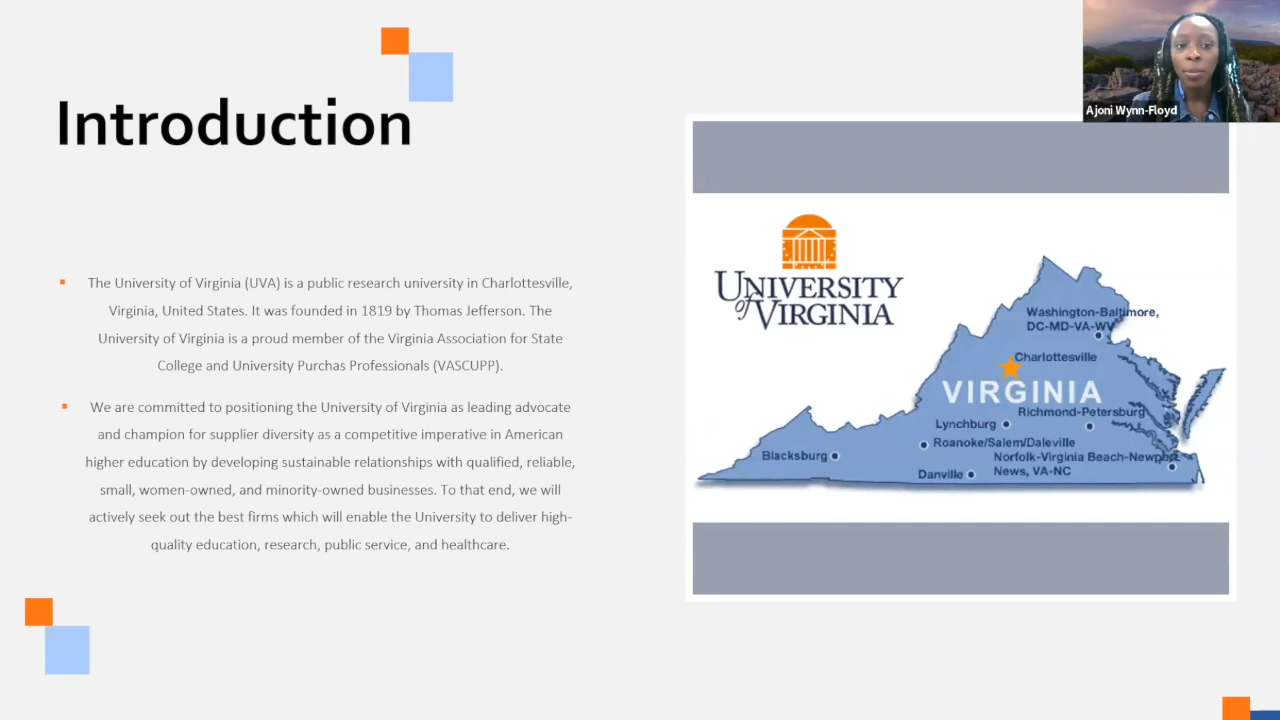 Ajoni Wynn-Floyd
Introduction
The University of Virginia (UVA) is a public research university in Charlottesville,
Virginia, United States. It was founded in 1819 by Thomas Jefferson. The
University of Virginia is a proud member of the Virginia Association for State
College and University Purchas Professionals (VASCUPP).
We are committed to positioning the University of Virginia as leading advocate
and champion for supplier diversity as a competitive imperative in American
higher education by developing sustainable relationships with qualified, reliable,
small, women-owned, and minority-owned businesses. To that end, we will
actively seek out the best firms which will enable the University to deliver high-
quality education, research, public service, and healthcare.
UNIVERSITY
of VIRGINIA
Washington-Baltimore,
DC-MD-VA-WV
Charlottesville
VIRGINIA
Richmond-Petersburg
Lynchburg
Roanoke/Salem/Daleville
Blacksburg
Norfolk-Virginia Beach-Newport
News, VA-NC
Danville